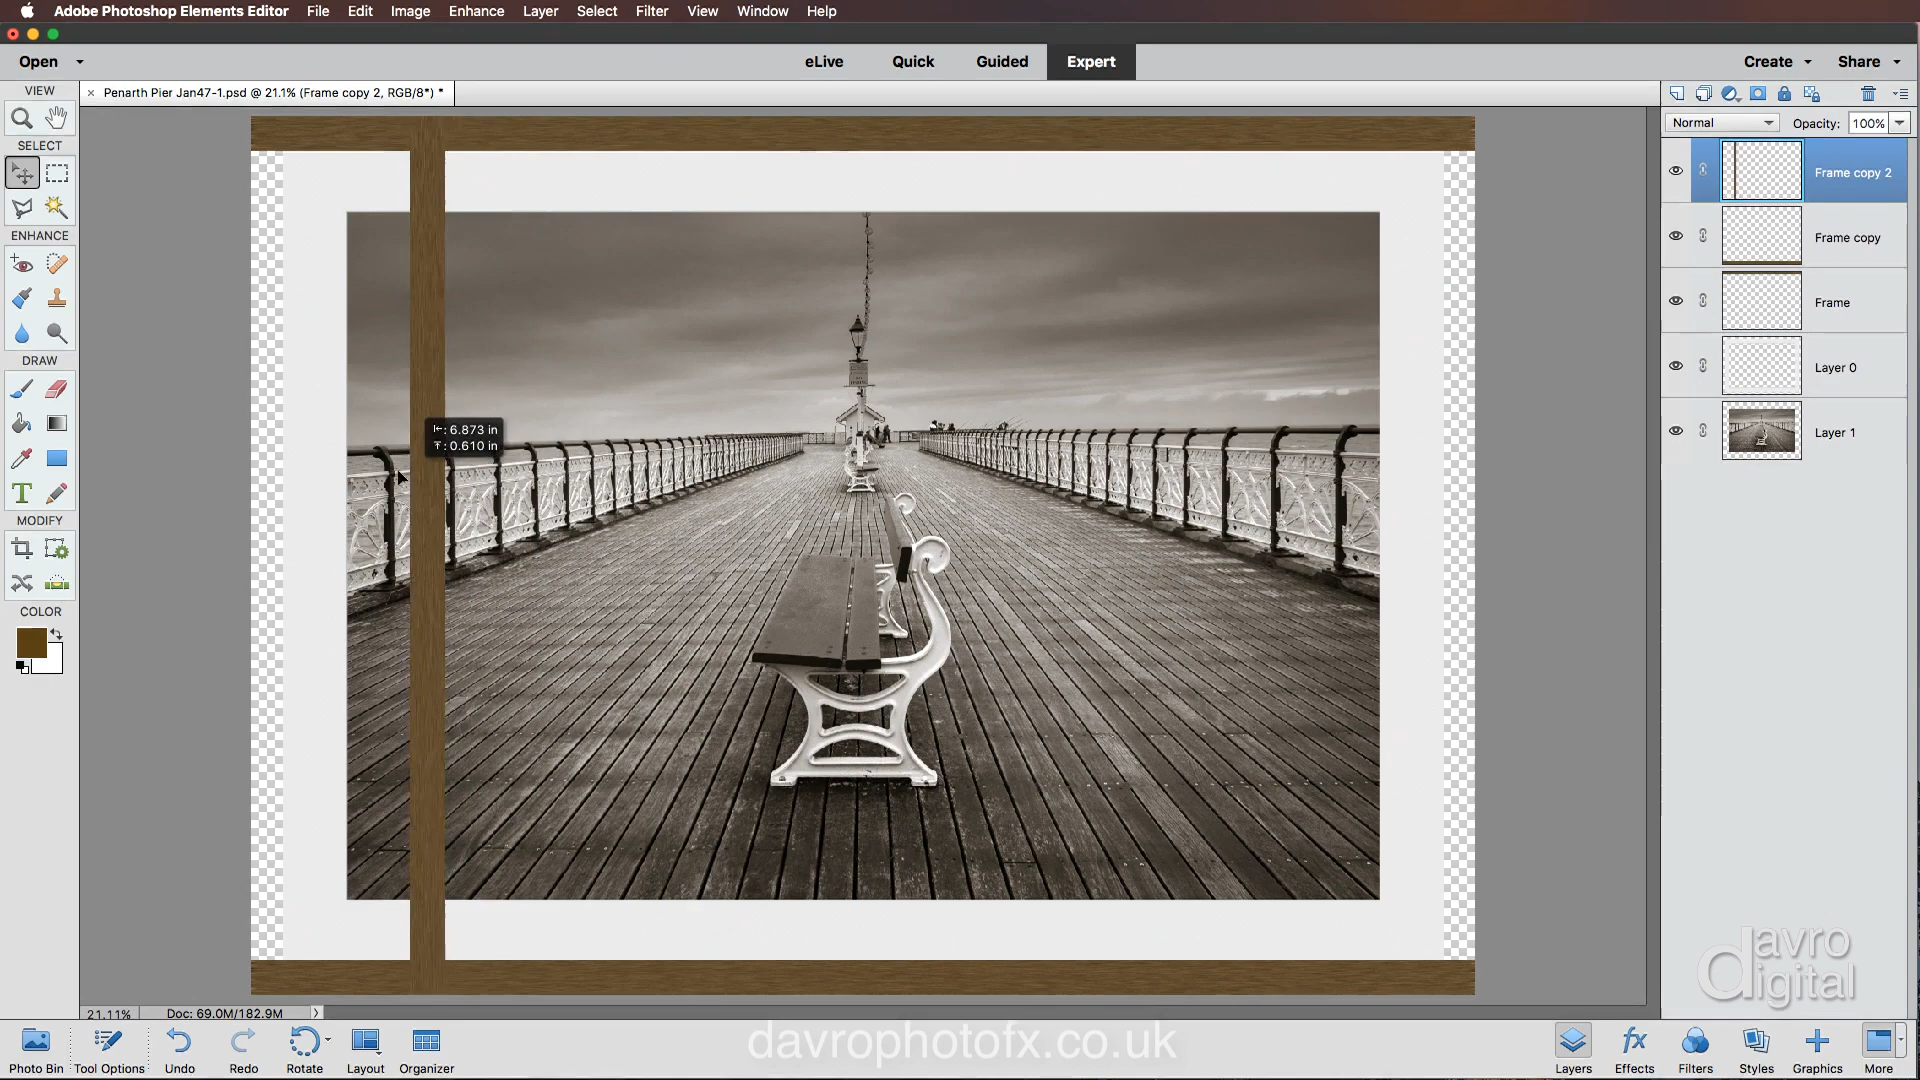 Adobe Photoshop Elements Editor File Edit Image Enhance Layer Select Filter View Window Help
Open eLive Quick Guided Expert Create Share
VIEW
× Penarth Pier Jan47-1.psd @ 21.1% (Frame copy 2, RGB/8*) *
Normal Opacity: 100%
SELECT
Frame copy 2
ENHANCE
Frame copy
Frame
DRAW
Layer 0
6.873 in
0.610 in
Layer 1
T
MODIFY
COLOR
davro
digital
21.11% Doc: 69.0M/182.9M
davrophotofx.co.uk
fx
Photo Bin Tool Options Undo Redo Rotate Layout Organizer Layers Effects Filters Styles Graphics More